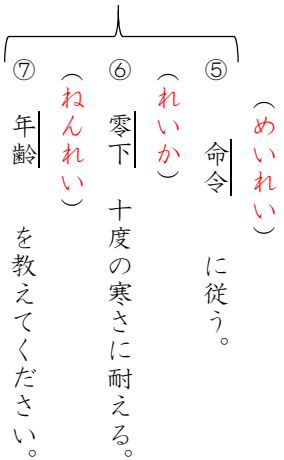 （めいれい）
⑤ 命令 に従う。
（れいか）
⑥ 零下 十度の寒さに耐える。
（ねんれい）
⑦ 年齢 を教えてください。